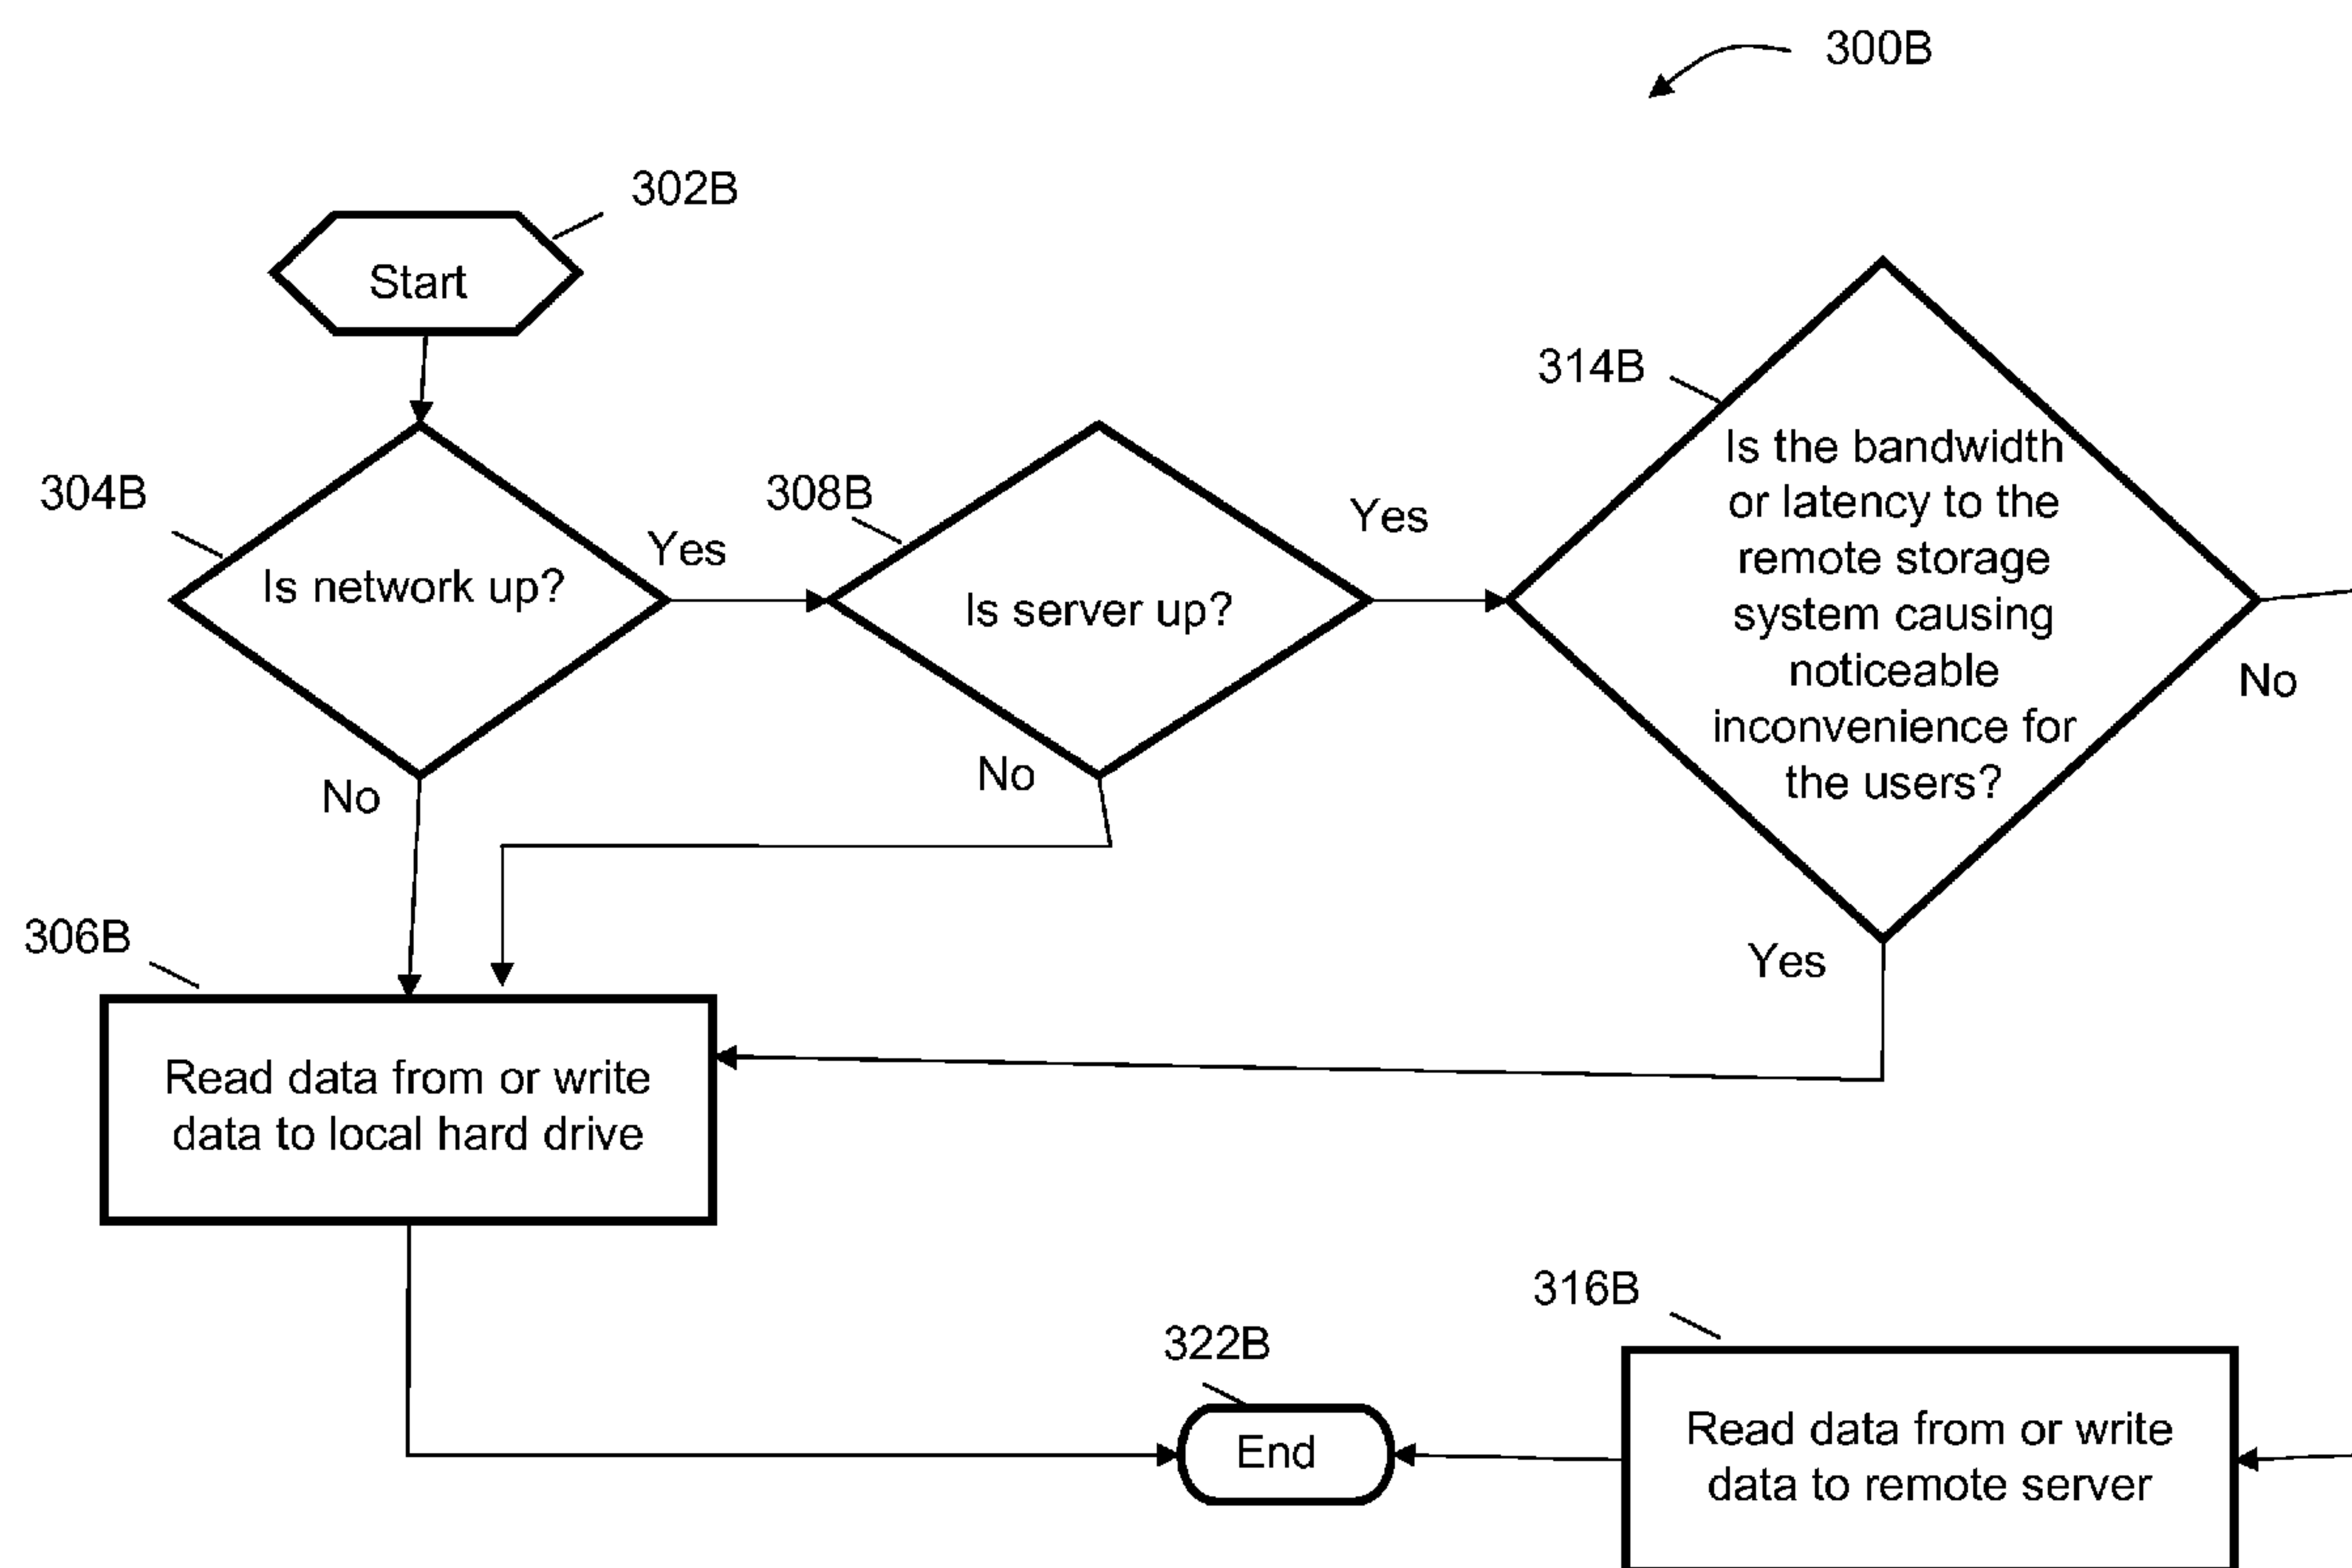 300B
302B
Start
304B
Is network up?
Yes
No
308B
Is server up?
Yes
No
314B
Is the bandwidth
or latency to the
remote storage
system causing
noticeable
inconvenience for
the users?
No
Yes
306B
Read data from or write
data to local hard drive
316B
Read data from or write
data to remote server
322B
End